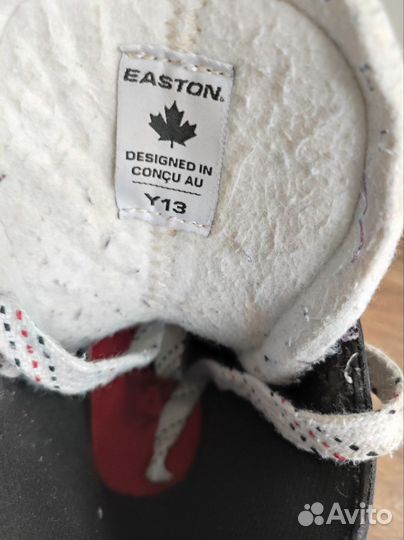 EASTON
DESIGNED IN
CONÇU AU
Y13
Avito